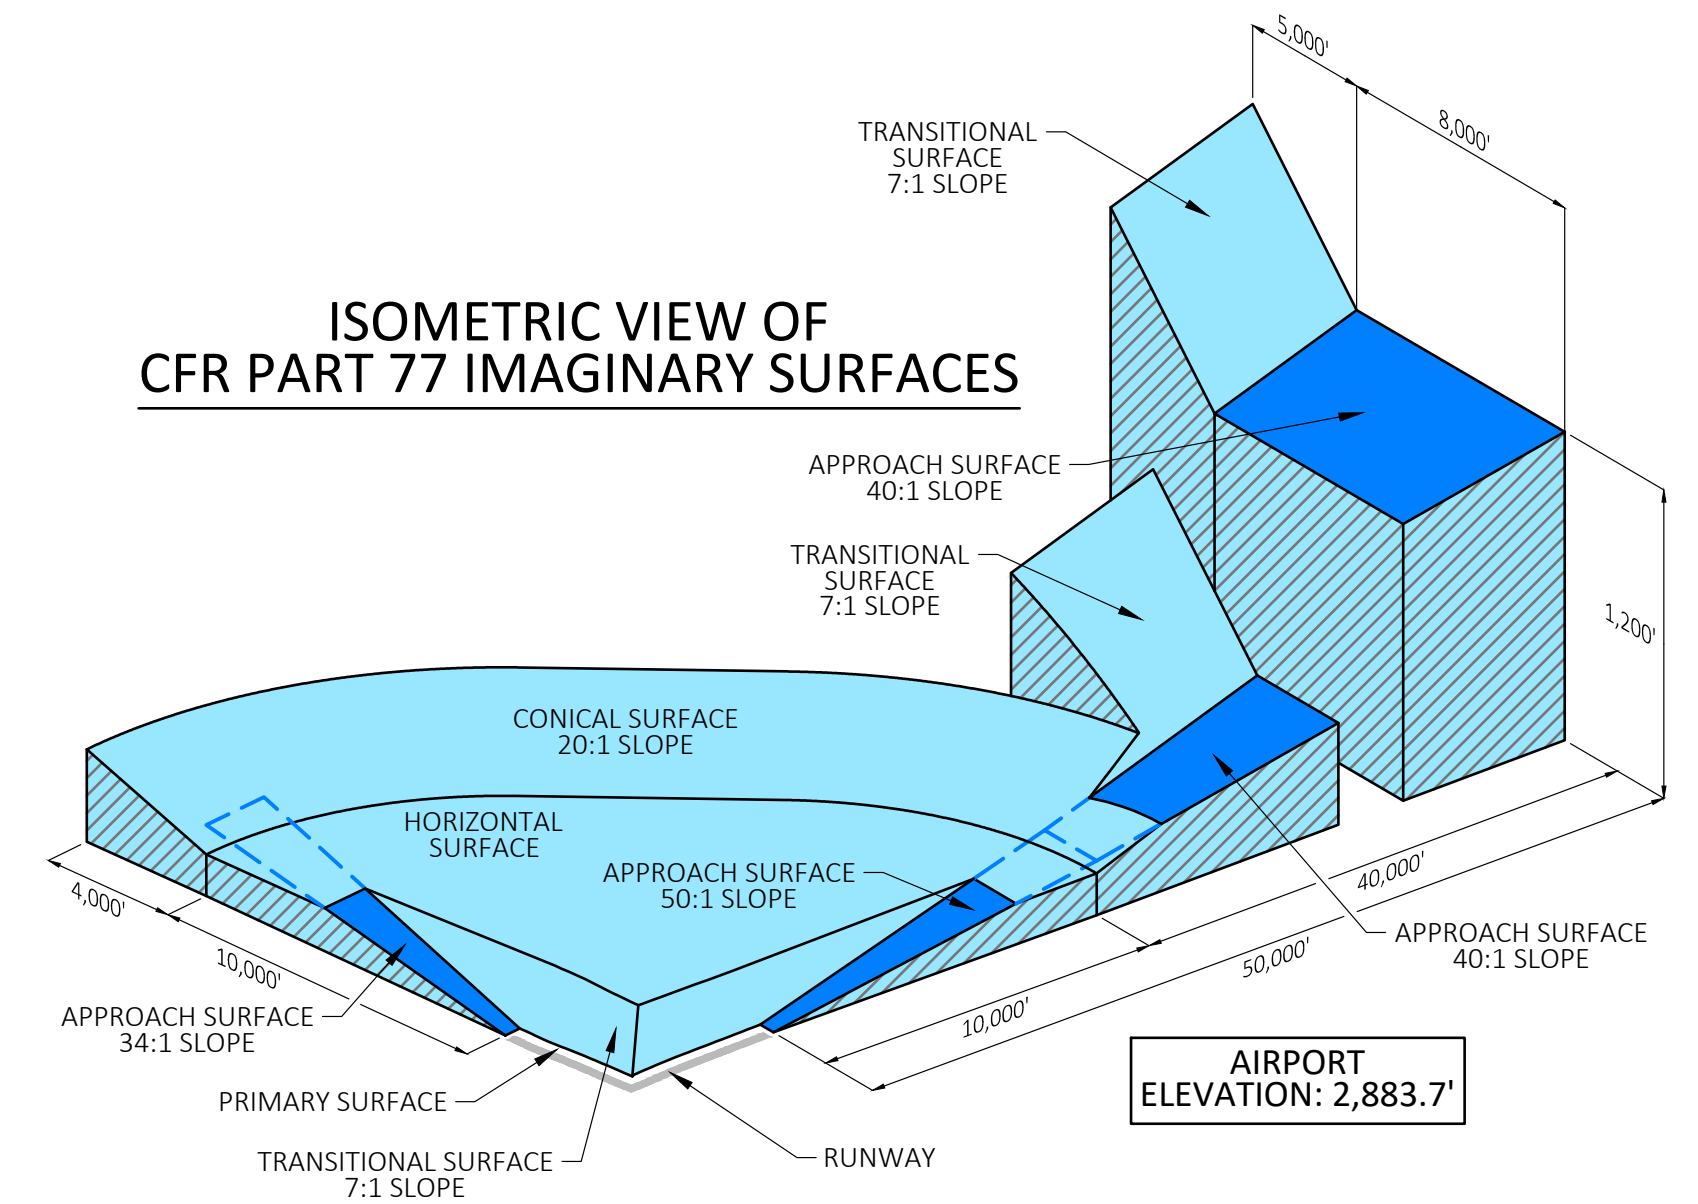 5,000'
8,000'
TRANSITIONAL
SURFACE
7:1 SLOPE
ISOMETRIC VIEW OF
CFR PART 77 IMAGINARY SURFACES
APPROACH SURFACE
40:1 SLOPE
TRANSITIONAL
SURFACE
7:1 SLOPE
1,200'
CONICAL SURFACE
20:1 SLOPE
HORIZONTAL
SURFACE
APPROACH SURFACE
50:1 SLOPE
4,000'
10,000'
40,000'
50,000'
10,000'
APPROACH SURFACE
40:1 SLOPE
APPROACH SURFACE
34:1 SLOPE
AIRPORT
ELEVATION: 2,883.7'
PRIMARY SURFACE
TRANSITIONAL SURFACE
7:1 SLOPE
RUNWAY